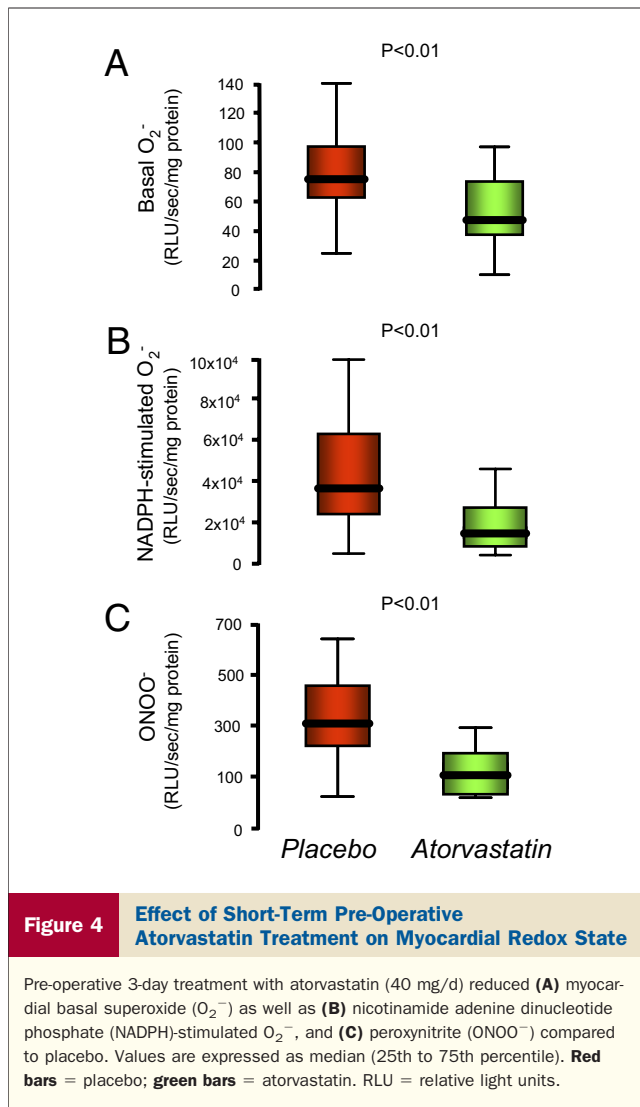 A
P<0.01
Basal O₂⁻
(RLU/sec/mg protein)
140
120
100
80
60
40
20
0
B
P<0.01
NADPH-stimulated O₂⁻
(RLU/sec/mg protein)
10x10⁴
8x10⁴
6x10⁴
4x10⁴
2x10⁴
0
C
P<0.01
ONOO⁻
(RLU/sec/mg protein)
700
500
300
100
0
Placebo Atorvastatin
Figure 4
Effect of Short-Term Pre-Operative
Atorvastatin Treatment on Myocardial Redox State
Pre-operative 3-day treatment with atorvastatin (40 mg/d) reduced (A) myocar-
dial basal superoxide (O₂⁻) as well as (B) nicotinamide adenine dinucleotide
phosphate (NADPH)-stimulated O₂⁻, and (C) peroxynitrite (ONOO⁻) compared
to placebo. Values are expressed as median (25th to 75th percentile). Red
bars = placebo; green bars = atorvastatin. RLU = relative light units.